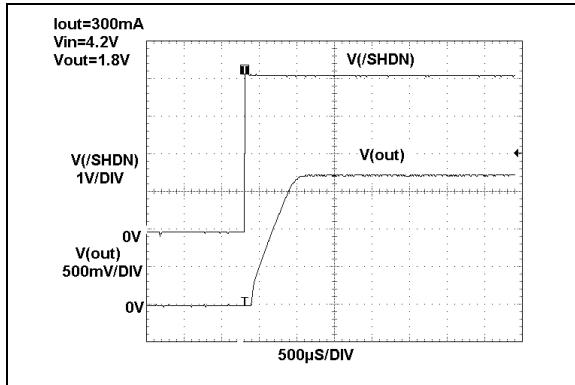 Iout=300mA
Vin=4.2V
Vout=1.8V
T
V(/SHDN)
V(out)
V(/SHDN)
1V/DIV
0V
V(out)
500mV/DIV
0V
T
500µS/DIV